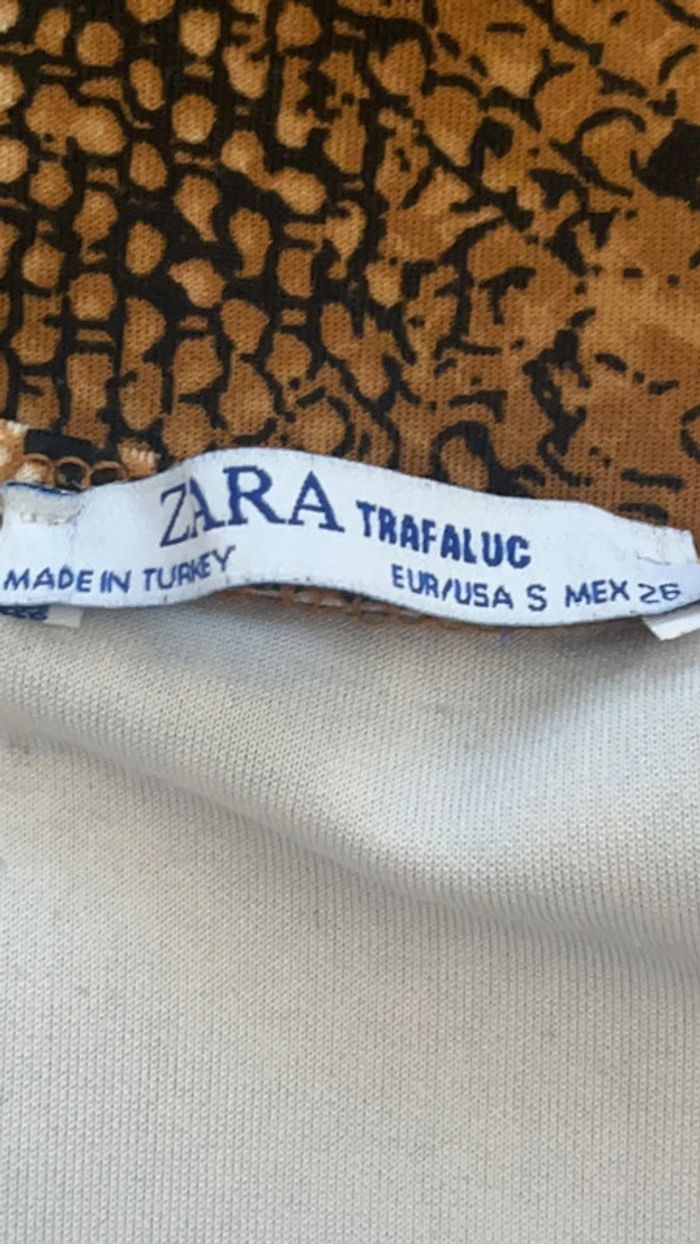 ZARA TRAFALUC
MADE IN TURKEY EUR/USA S MEX 26